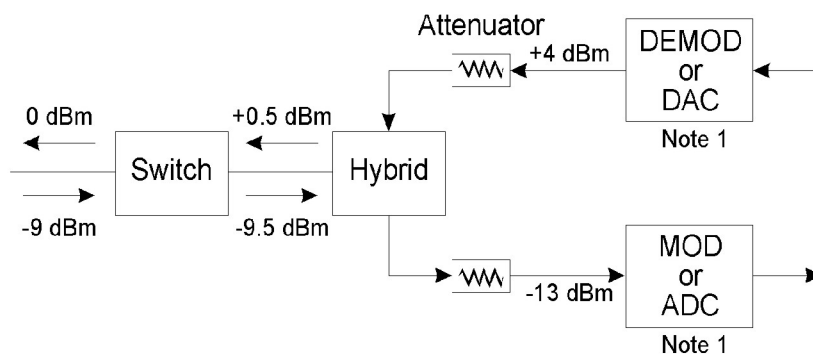 Attenuator
+4 dBm
DEMOD
or
DAC
Note 1
0 dBm
+0.5 dBm
Switch
Hybrid
-9 dBm
-9.5 dBm
-13 dBm
MOD
or
ADC
Note 1